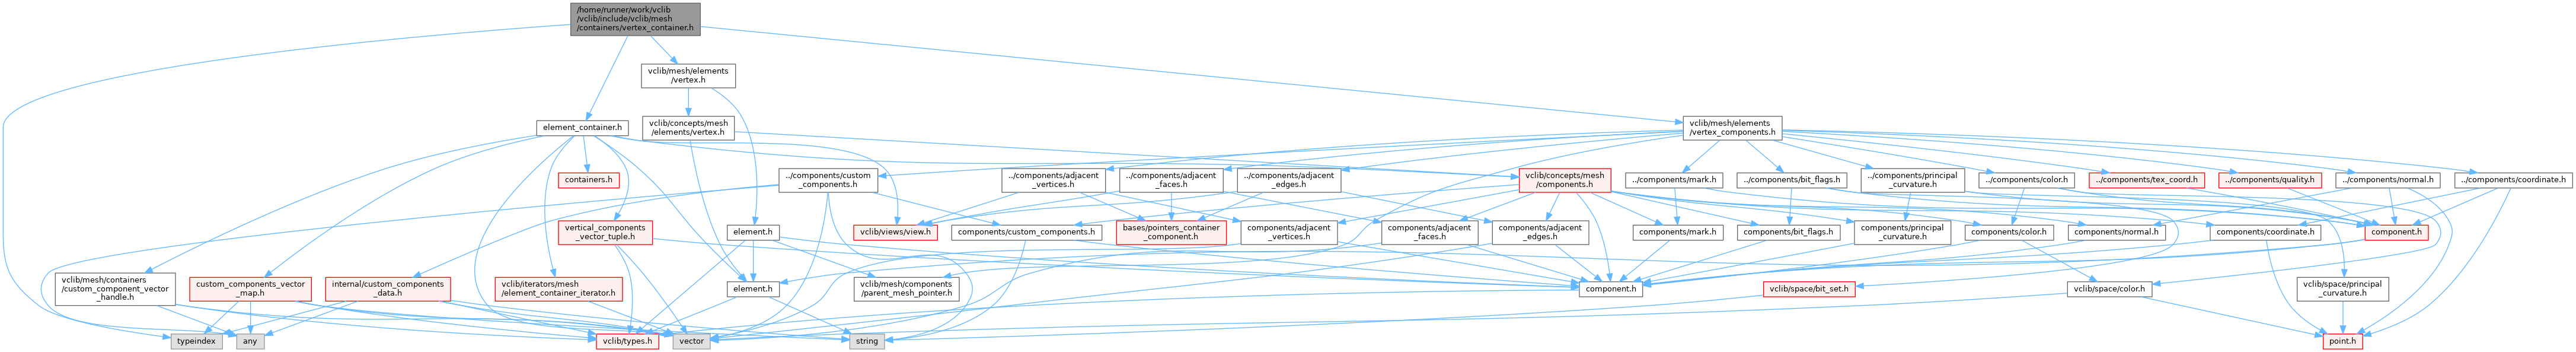 /home/runner/work/vclib
/vclib/include/vclib/mesh
/containers/vertex_container.h
vclib/mesh/elements
/vertex.h
element_container.h
vclib/concepts/mesh
/elements/vertex.h
vclib/mesh/elements
/vertex_components.h
containers.h
../components/custom
_components.h
../components/adjacent
_vertices.h
../components/adjacent
_faces.h
../components/adjacent
_edges.h
vclib/concepts/mesh
/components.h
../components/mark.h
../components/bit_flags.h
../components/principal
_curvature.h
../components/color.h
../components/tex_coord.h
../components/quality.h
../components/normal.h
../components/coordinate.h
vertical_components
_vector_tuple.h
element.h
vclib/views/view.h
components/custom_components.h
bases/pointers_container
_component.h
components/adjacent
_vertices.h
components/adjacent
_faces.h
components/adjacent
_edges.h
components/mark.h
components/bit_flags.h
components/principal
_curvature.h
components/color.h
components/normal.h
components/coordinate.h
component.h
vclib/mesh/containers
/custom_component_vector
_handle.h
custom_components_vector
_map.h
internal/custom_components
_data.h
vclib/iterators/mesh
/element_container_iterator.h
element.h
vclib/mesh/components
/parent_mesh_pointer.h
component.h
vclib/space/bit_set.h
vclib/space/color.h
vclib/space/principal
_curvature.h
typeindex
any
vclib/types.h
vector
string
point.h